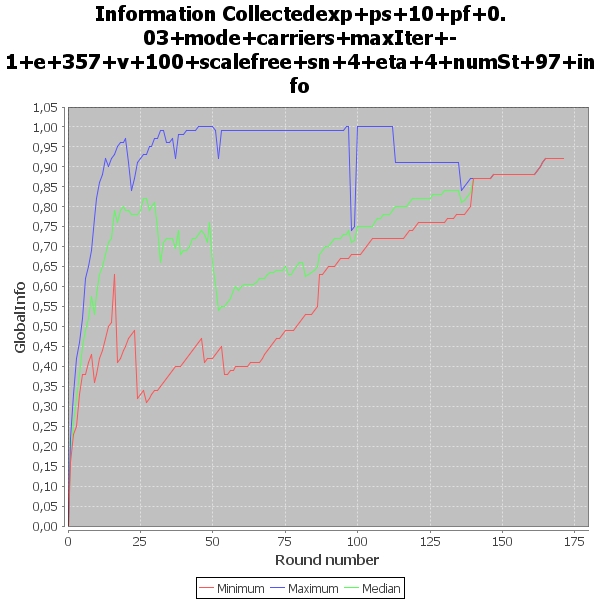 Information Collectedexp+ps+10+pf+0.
03+mode+carriers+maxIter+-
1+e+357+v+100+scalefree+sn+4+eta+4+numSt+97+in
fo
GlobalInfo
1,05
1,00
0,95
0,90
0,85
0,80
0,75
0,70
0,65
0,60
0,55
0,50
0,45
0,40
0,35
0,30
0,25
0,20
0,15
0,10
0,05
0,00
0 25 50 75 100 125 150 175
Round number
Minimum Maximum Median